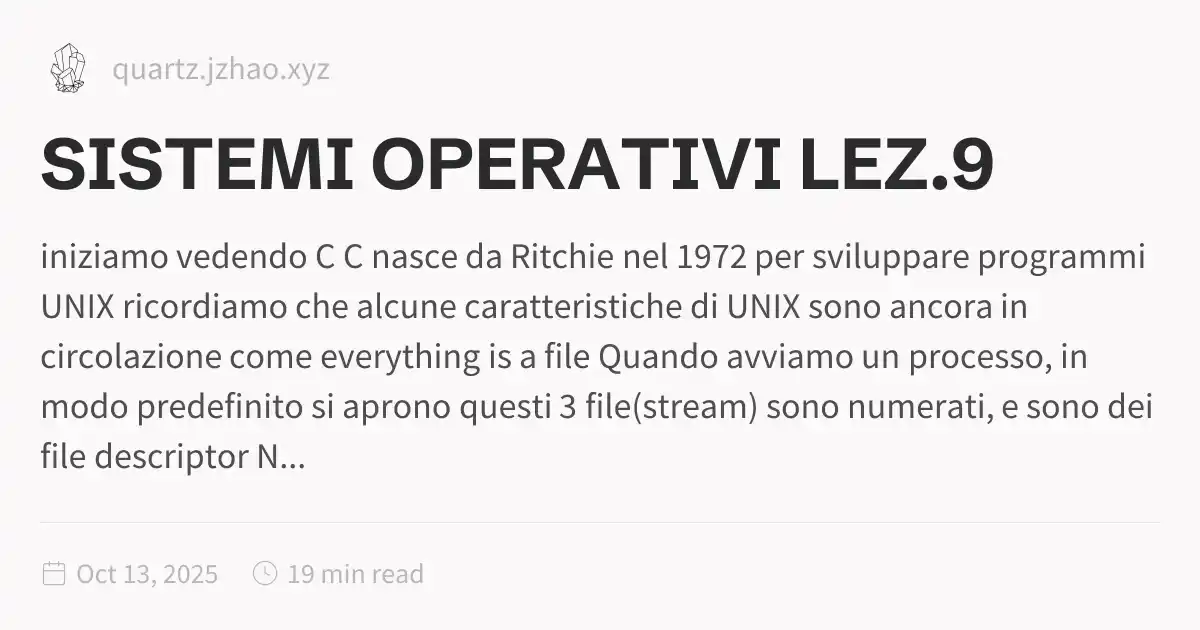 quartz.jzhao.xyz
SISTEMI OPERATIVI LEZ.9
iniziamo vedendo C C nasce da Ritchie nel 1972 per sviluppare programmi
UNIX ricordiamo che alcune caratteristiche di UNIX sono ancora in
circolazione come everything is a file Quando avviamo un processo, in
modo predefinito si aprono questi 3 file(stream) sono numerati, e sono dei
file descriptor N...
Oct 13, 2025 19 min read